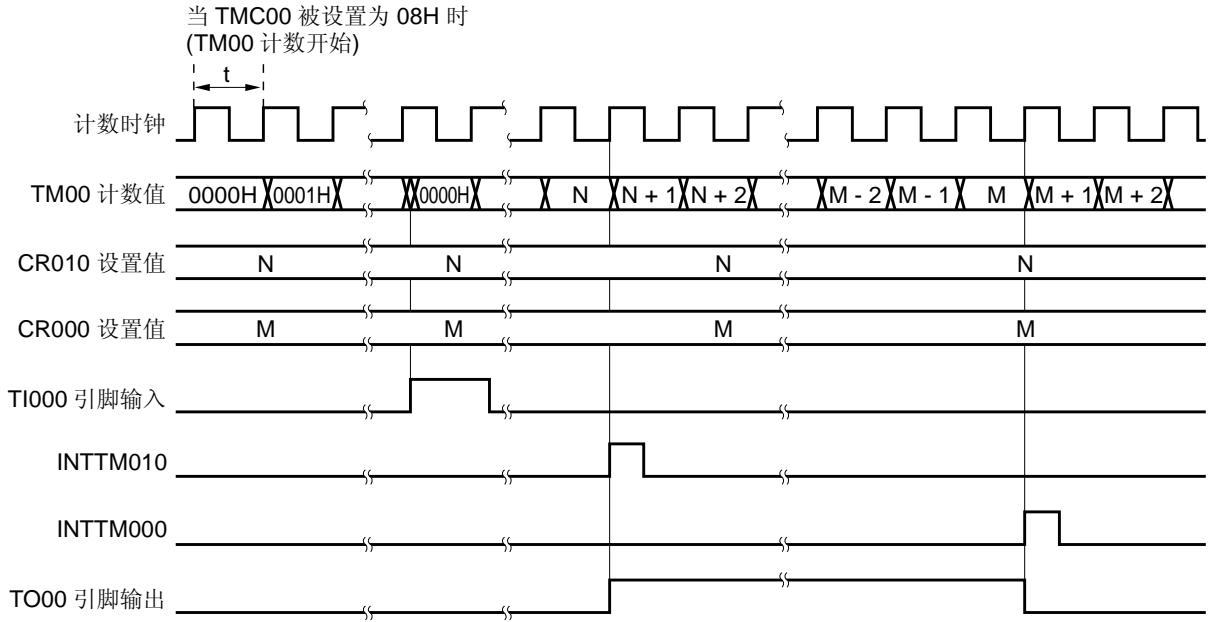 当 TMC00 被设置为 08H 时
(TM00 计数开始)
t
计数时钟
TM00 计数值 0000H 0001H 0000H N N + 1 N + 2 M - 2 M - 1 M M + 1 M + 2
CR010 设置值 N N N N
CR000 设置值 M M M M
TI000 引脚输入
INTTM010
INTTM000
TO00 引脚输出